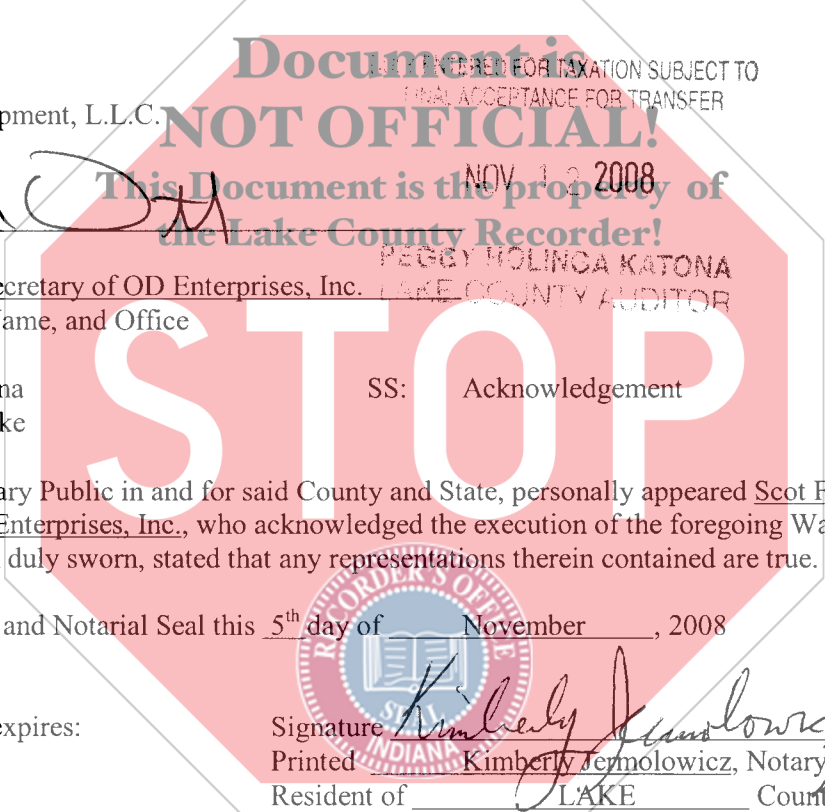 Document is
ENTERED FOR TAXATION SUBJECT TO
FINAL ACCEPTANCE FOR TRANSFER
pment, L.L.C.
NOT OFFICIAL!
NOV 12 2008
This Document is the property of
the Lake County Recorder!
PEGGY HOLINGA KATONA
LAKE COUNTY AUDITOR
ecretary of OD Enterprises, Inc.
Name, and Office
STOP
na SS: Acknowledgement
ke
ary Public in and for said County and State, personally appeared Scot F
Enterprises, Inc., who acknowledged the execution of the foregoing Wa
duly sworn, stated that any representations therein contained are true.
and Notarial Seal this 5th day of November, 2008
RECORDER'S OFFICE
SEAL
INDIANA
expires: Signature Kimberly Jermolowic
Printed Kimberly Jermolowicz, Notary
Resident of LAKE Coun